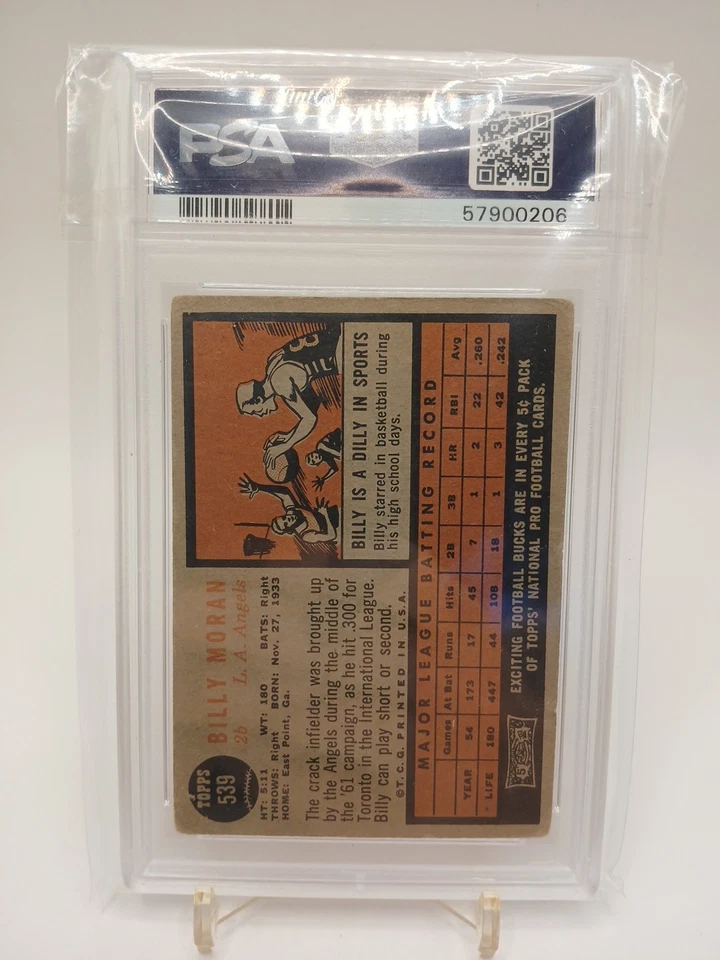 PSA
57900206
TOPPS
539
BILLY MORAN
2b L. A. Angels
HT: 5:11 WT: 180 BATS: Right
THROWS: Right BORN: Nov. 27, 1933
HOME: East Point, Ga.
The crack infielder was brought up
by the Angels during the middle of
the '61 campaign, as he hit .300 for
Toronto in the International League.
Billy can play short or second.
©T.C.G. PRINTED IN U.S.A.
BILLY IS A DILLY IN SPORTS
Billy starred in basketball during
his high school days.
MAJOR LEAGUE BATTING RECORD
Games At Bat Runs Hits 2B 3B HR RBI Avg
YEAR 54 173 17 45 7 1 2 22 .260
LIFE 180 447 44 108 18 1 3 42 .242
EXCITING FOOTBALL BUCKS ARE IN EVERY 5¢ PACK
OF TOPPS' NATIONAL PRO FOOTBALL CARDS.